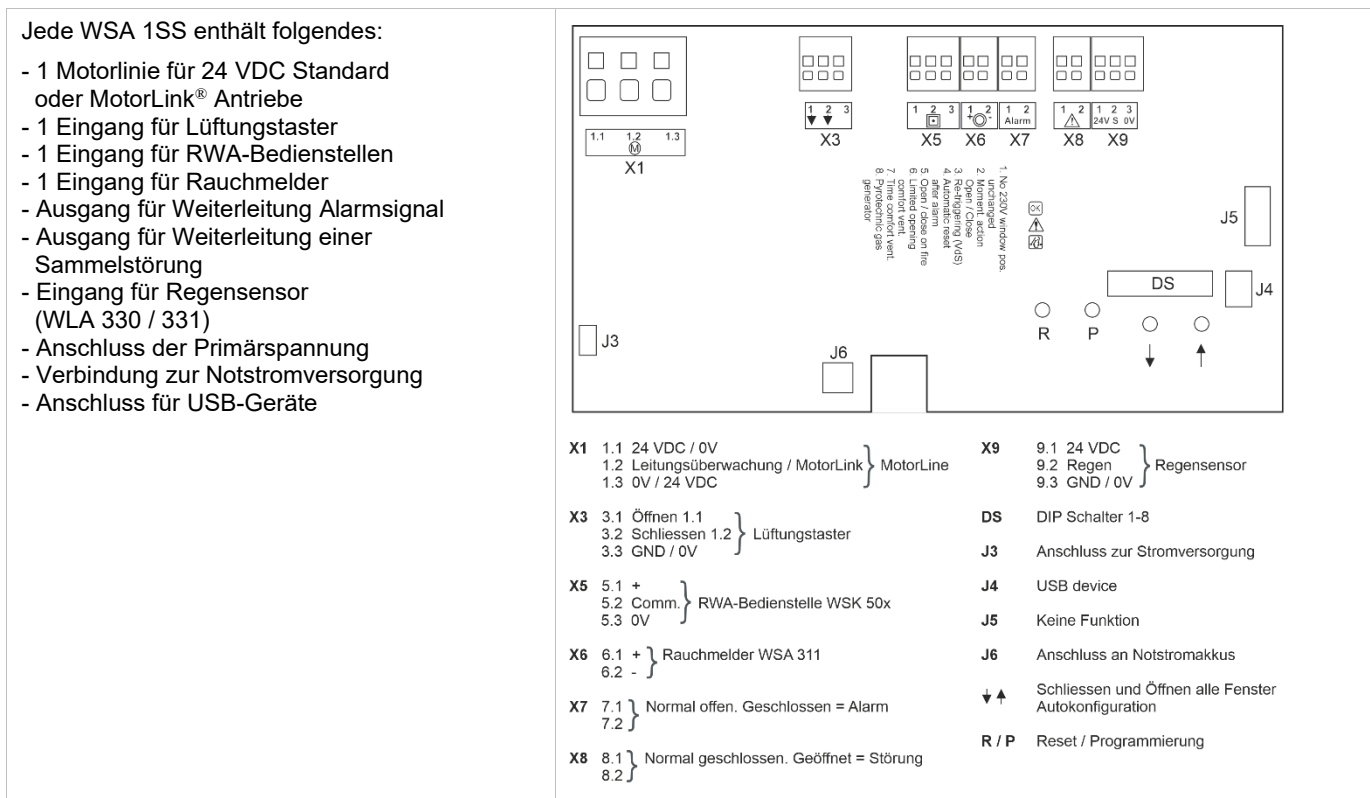 Jede WSA 1SS enthält folgendes:
- 1 Motorlinie für 24 VDC Standard
oder MotorLink® Antriebe
- 1 Eingang für Lüftungstaster
- 1 Eingang für RWA-Bedienstellen
- 1 Eingang für Rauchmelder
- Ausgang für Weiterleitung Alarmsignal
- Ausgang für Weiterleitung einer
Sammelstörung
- Eingang für Regensensor
(WLA 330 / 331)
- Anschluss der Primärspannung
- Verbindung zur Notstromversorgung
- Anschluss für USB-Geräte
1.1 1.2 1.3
M
X1
1 2 3
X3
1 2 3
X5
1 2
+ -
X6
1 2
Alarm
X7
1 2
X8
1 2 3
24V S 0V
X9
1. No 230V window pos.
unchanged
2. Moment. action
Open / Close
3. Re-triggering (VdS)
4. Automatic reset
after alarm
5. Open / close on fire
6. Limited opening
comfort vent.
7. Time comfort vent.
8. Pyrotechnic gas
generator
OK
J5
DS
J4
R
P
J3
J6
X1 1.1 24 VDC / 0V
1.2 Leitungsüberwachung / MotorLink
1.3 0V / 24 VDC
MotorLine
X3 3.1 Öffnen 1.1
3.2 Schliessen 1.2
3.3 GND / 0V
Lüftungstaster
X5 5.1 +
5.2 Comm.
5.3 0V
RWA-Bedienstelle WSK 50x
X6 6.1 +
6.2 -
Rauchmelder WSA 311
X7 7.1
7.2
Normal offen. Geschlossen = Alarm
X8 8.1
8.2
Normal geschlossen. Geöffnet = Störung
X9 9.1 24 VDC
9.2 Regen
9.3 GND / 0V
Regensensor
DS DIP Schalter 1-8
J3 Anschluss zur Stromversorgung
J4 USB device
J5 Keine Funktion
J6 Anschluss an Notstromakkus
Schliessen und Öffnen alle Fenster
Autokonfiguration
R / P Reset / Programmierung